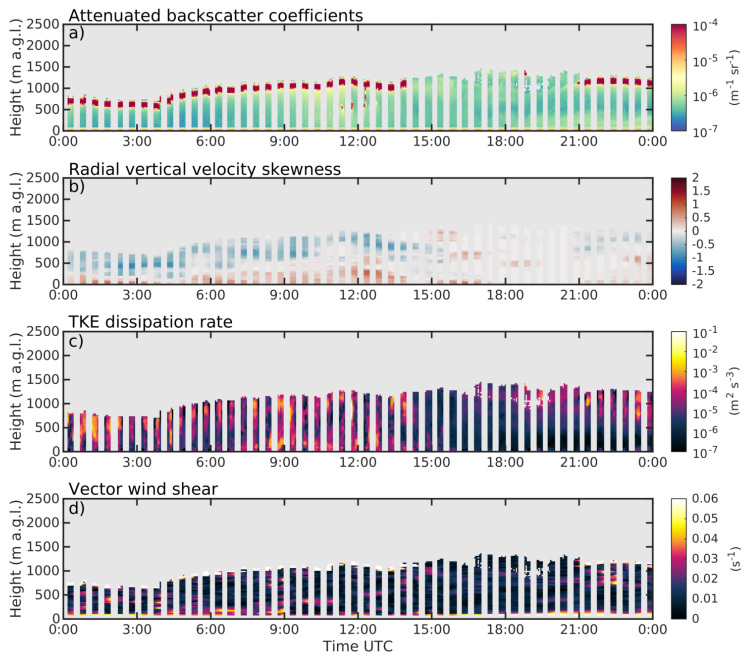 Attenuated backscatter coefficients
a)
Height (m a.g.l.)
2500
2000
1500
1000
500
0
0:00 3:00 6:00 9:00 12:00 15:00 18:00 21:00 0:00
10⁻⁴
10⁻⁵
10⁻⁶
10⁻⁷
(m⁻¹ sr⁻¹)
Radial vertical velocity skewness
b)
Height (m a.g.l.)
2500
2000
1500
1000
500
0
0:00 3:00 6:00 9:00 12:00 15:00 18:00 21:00 0:00
2
1.5
1
0.5
0
-0.5
-1
-1.5
-2
TKE dissipation rate
c)
Height (m a.g.l.)
2500
2000
1500
1000
500
0
0:00 3:00 6:00 9:00 12:00 15:00 18:00 21:00 0:00
10⁻¹
10⁻²
10⁻³
10⁻⁴
10⁻⁵
10⁻⁶
10⁻⁷
(m² s⁻³)
Vector wind shear
d)
Height (m a.g.l.)
2500
2000
1500
1000
500
0
0:00 3:00 6:00 9:00 12:00 15:00 18:00 21:00 0:00
Time UTC
0.06
0.05
0.04
0.03
0.02
0.01
0
(s⁻¹)